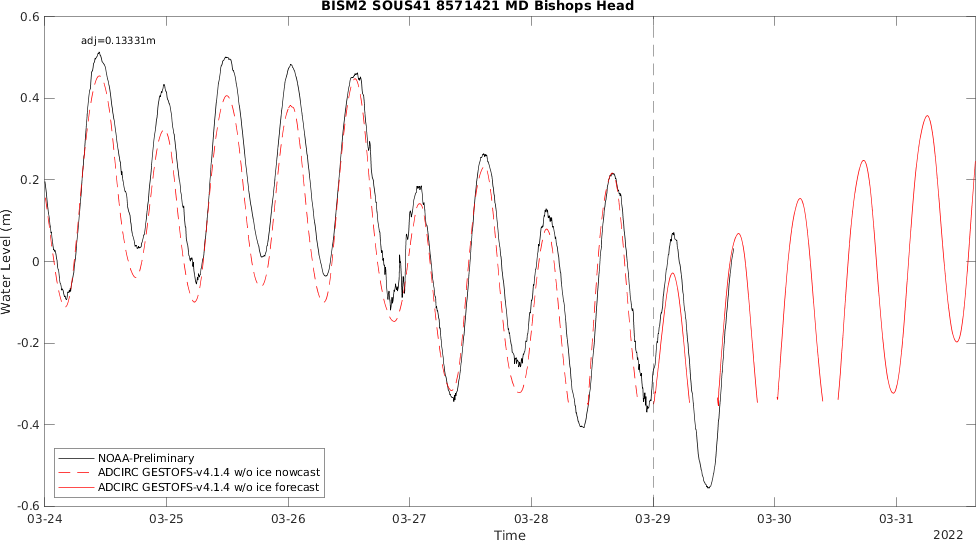 BISM2 SOUS41 8571421 MD Bishops Head
adj=0.13331m
0.6
0.4
0.2
0
-0.2
-0.4
-0.6
Water Level (m)
NOAA-Preliminary
ADCIRC GESTOFS-v4.1.4 w/o ice nowcast
ADCIRC GESTOFS-v4.1.4 w/o ice forecast
03-24 03-25 03-26 03-27 03-28 03-29 03-30 03-31
Time
2022